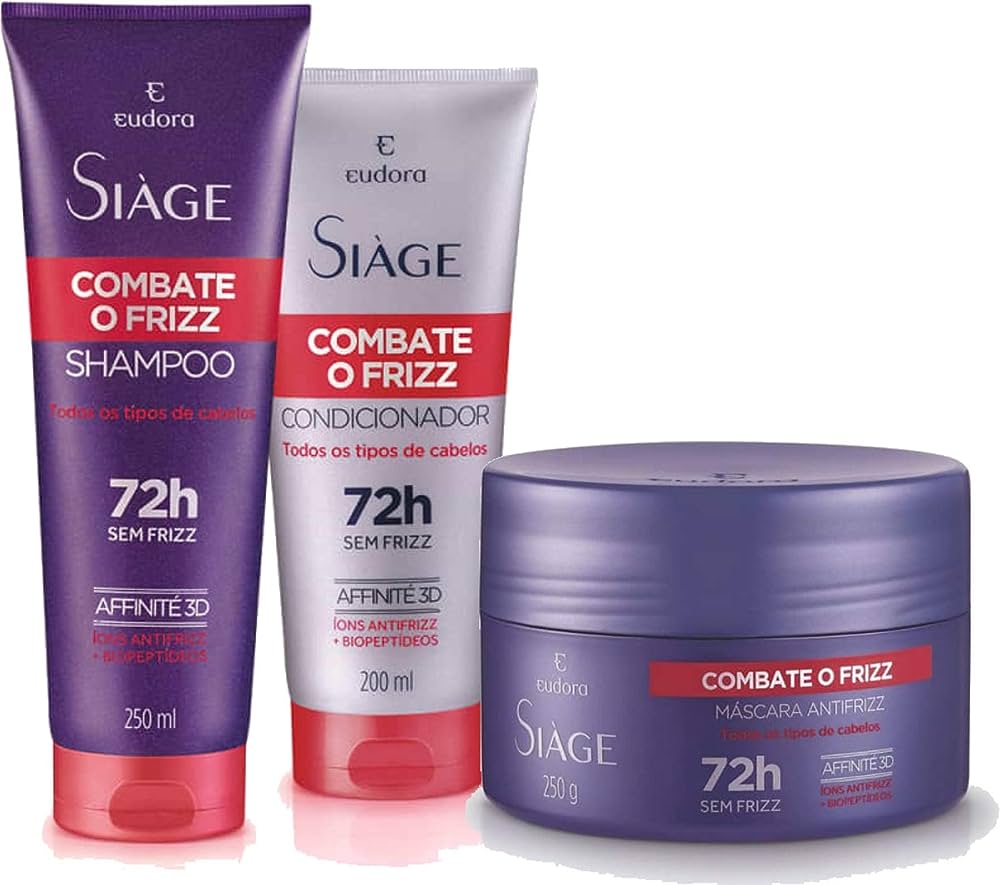 E
eudora
SIÀGE
COMBATE
O FRIZZ
SHAMPOO
Todos os tipos de cabelos
72h
SEM FRIZZ
AFFINITÉ 3D
ÍONS ANTIFRIZZ
+ BIOPEPTÍDEOS
250 ml
E
eudora
SIÀGE
COMBATE
O FRIZZ
CONDICIONADOR
Todos os tipos de cabelos
72h
SEM FRIZZ
AFFINITÉ 3D
ÍONS ANTIFRIZZ
+ BIOPEPTÍDEOS
200 ml
E
eudora
E
eudora
SIÀGE
250 g
COMBATE O FRIZZ
MÁSCARA ANTIFRIZZ
Todos os tipos de cabelos
72h
SEM FRIZZ
AFFINITÉ 3D
ÍONS ANTIFRIZZ
+ BIOPEPTÍDEOS